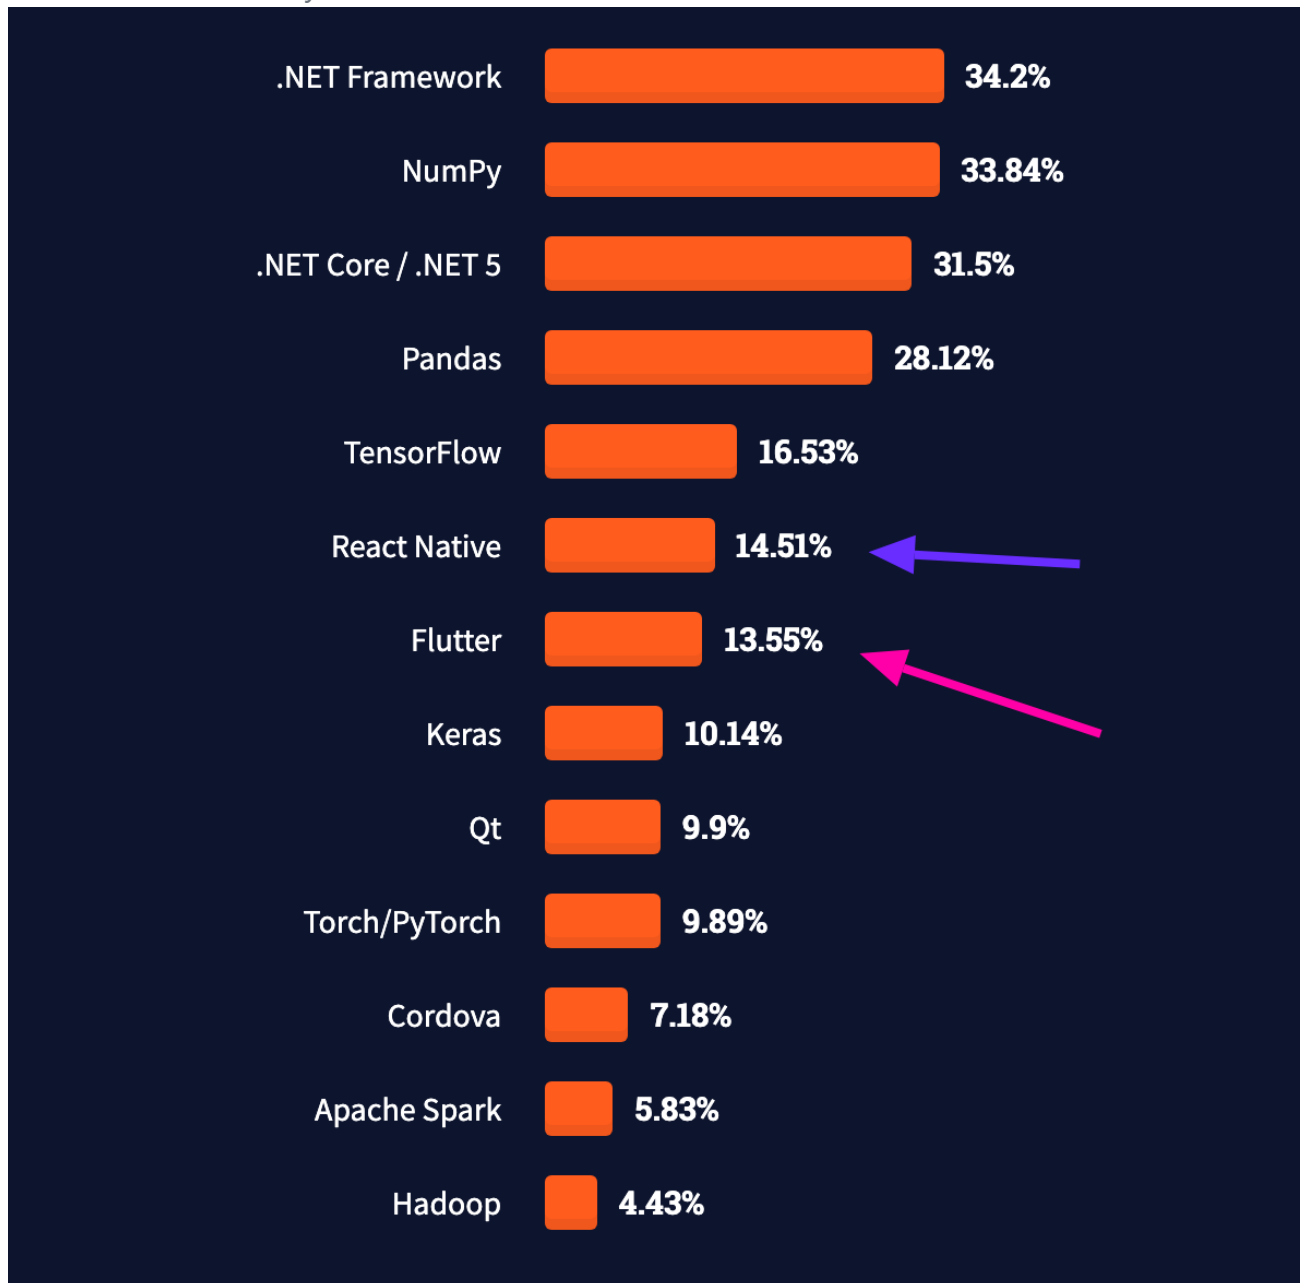 .NET Framework 34.2%
NumPy 33.84%
.NET Core / .NET 5 31.5%
Pandas 28.12%
TensorFlow 16.53%
React Native 14.51%
Flutter 13.55%
Keras 10.14%
Qt 9.9%
Torch/PyTorch 9.89%
Cordova 7.18%
Apache Spark 5.83%
Hadoop 4.43%